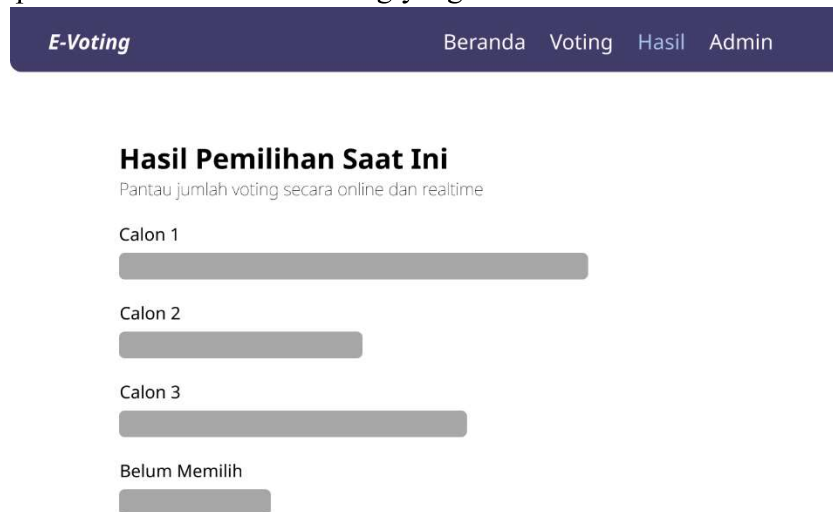 E-Voting Beranda Voting Hasil Admin
Hasil Pemilihan Saat Ini
Pantau jumlah voting secara online dan realtime
Calon 1
Calon 2
Calon 3
Belum Memilih